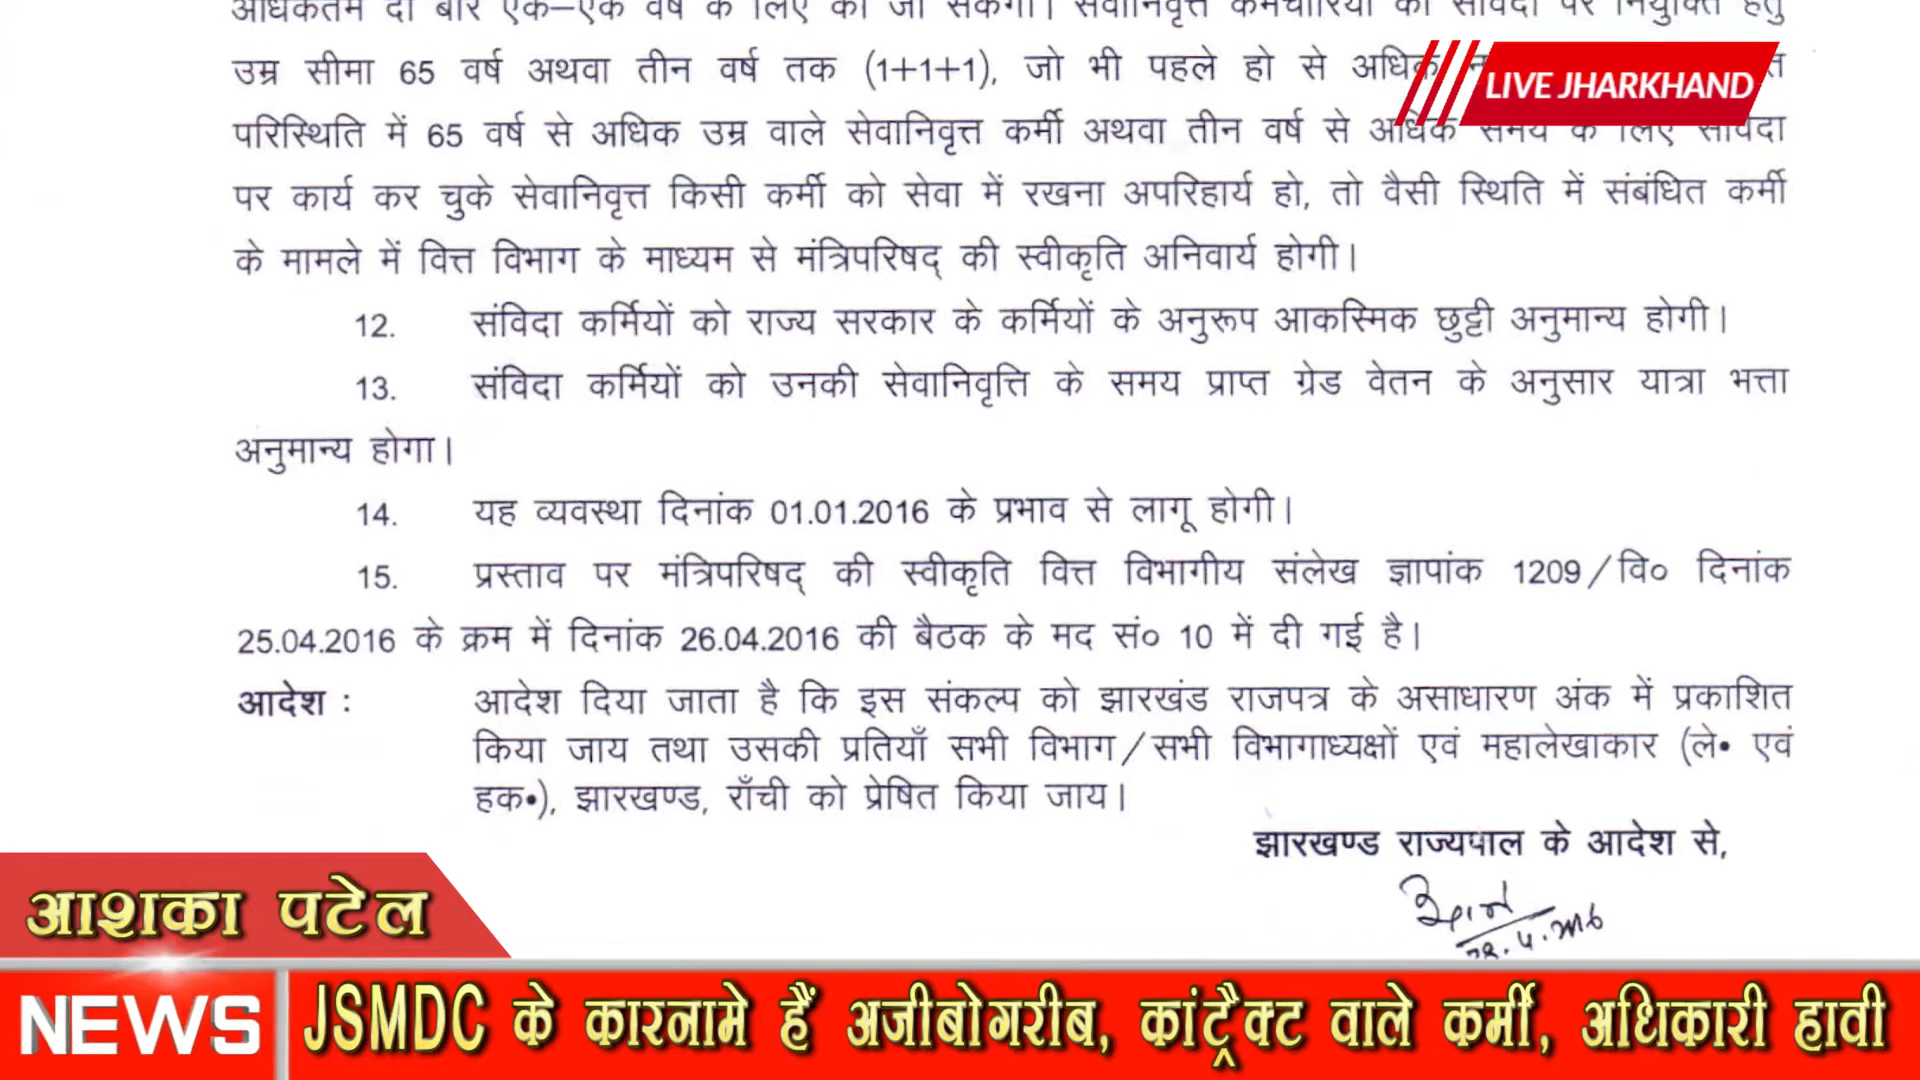 अधिकतम दो बार एक–एक वर्ष के लिए की जा सकेगी। सेवानिवृत्त कर्मचारियों की संविदा पर नियुक्ति हेतु
उम्र सीमा 65 वर्ष अथवा तीन वर्ष तक (1+1+1), जो भी पहले हो से अधिक
LIVE JHARKHAND
परिस्थिति में 65 वर्ष से अधिक उम्र वाले सेवानिवृत्त कर्मी अथवा तीन वर्ष से अधिक समय के लिए संविदा
पर कार्य कर चुके सेवानिवृत्त किसी कर्मी को सेवा में रखना अपरिहार्य हो, तो वैसी स्थिति में संबंधित कर्मी
के मामले में वित्त विभाग के माध्यम से मंत्रिपरिषद् की स्वीकृति अनिवार्य होगी।
12. संविदा कर्मियों को राज्य सरकार के कर्मियों के अनुरूप आकस्मिक छुट्टी अनुमान्य होगी।
13. संविदा कर्मियों को उनकी सेवानिवृत्ति के समय प्राप्त ग्रेड वेतन के अनुसार यात्रा भत्ता
अनुमान्य होगा।
14. यह व्यवस्था दिनांक 01.01.2016 के प्रभाव से लागू होगी।
15. प्रस्ताव पर मंत्रिपरिषद् की स्वीकृति वित्त विभागीय संलेख ज्ञापांक 1209/वि० दिनांक
25.04.2016 के क्रम में दिनांक 26.04.2016 की बैठक के मद सं० 10 में दी गई है।
आदेश : आदेश दिया जाता है कि इस संकल्प को झारखंड राजपत्र के असाधारण अंक में प्रकाशित
किया जाय तथा उसकी प्रतियाँ सभी विभाग/सभी विभागाध्यक्षों एवं महालेखाकार (ले० एवं
हक०), झारखण्ड, राँची को प्रेषित किया जाय।
झारखण्ड राज्यपाल के आदेश से,
आशका पटेल
NEWS JSMDC के कारनामे हैं अजीबोगरीब, कांट्रैक्ट वाले कर्मी, अधिकारी हावी